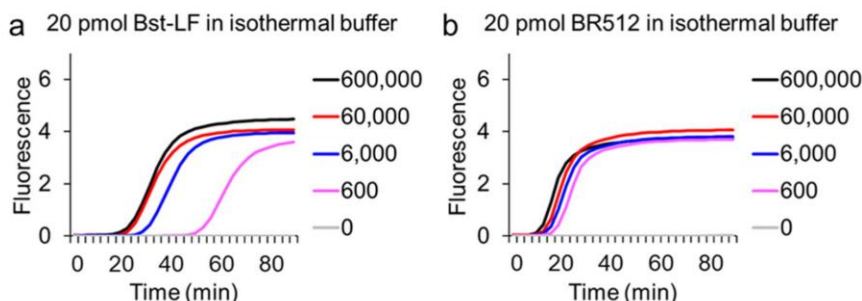 a 20 pmol Bst-LF in isothermal buffer
Fluorescence
6
4
2
0
0 20 40 60 80
Time (min)
600,000
60,000
6,000
600
0
b 20 pmol BR512 in isothermal buffer
Fluorescence
6
4
2
0
0 20 40 60 80
Time (min)
600,000
60,000
6,000
600
0